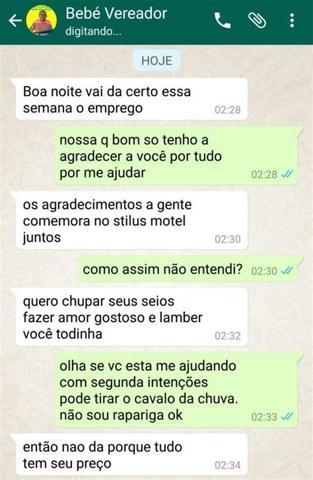 Bebé Vereador
digitando...
HOJE
Boa noite vai da certo essa
semana o emprego
02:28
nossa q bom so tenho a
agradecer a você por tudo
por me ajudar
02:28
os agradecimentos a gente
comemora no stilus motel
juntos
02:30
como assim não entendi?
02:30
quero chupar seus seios
fazer amor gostoso e lamber
você todinha
02:32
olha se vc esta me ajudando
com segunda intenções
pode tirar o cavalo da chuva.
não sou rapariga ok
02:33
então nao da porque tudo
tem seu preço
02:34